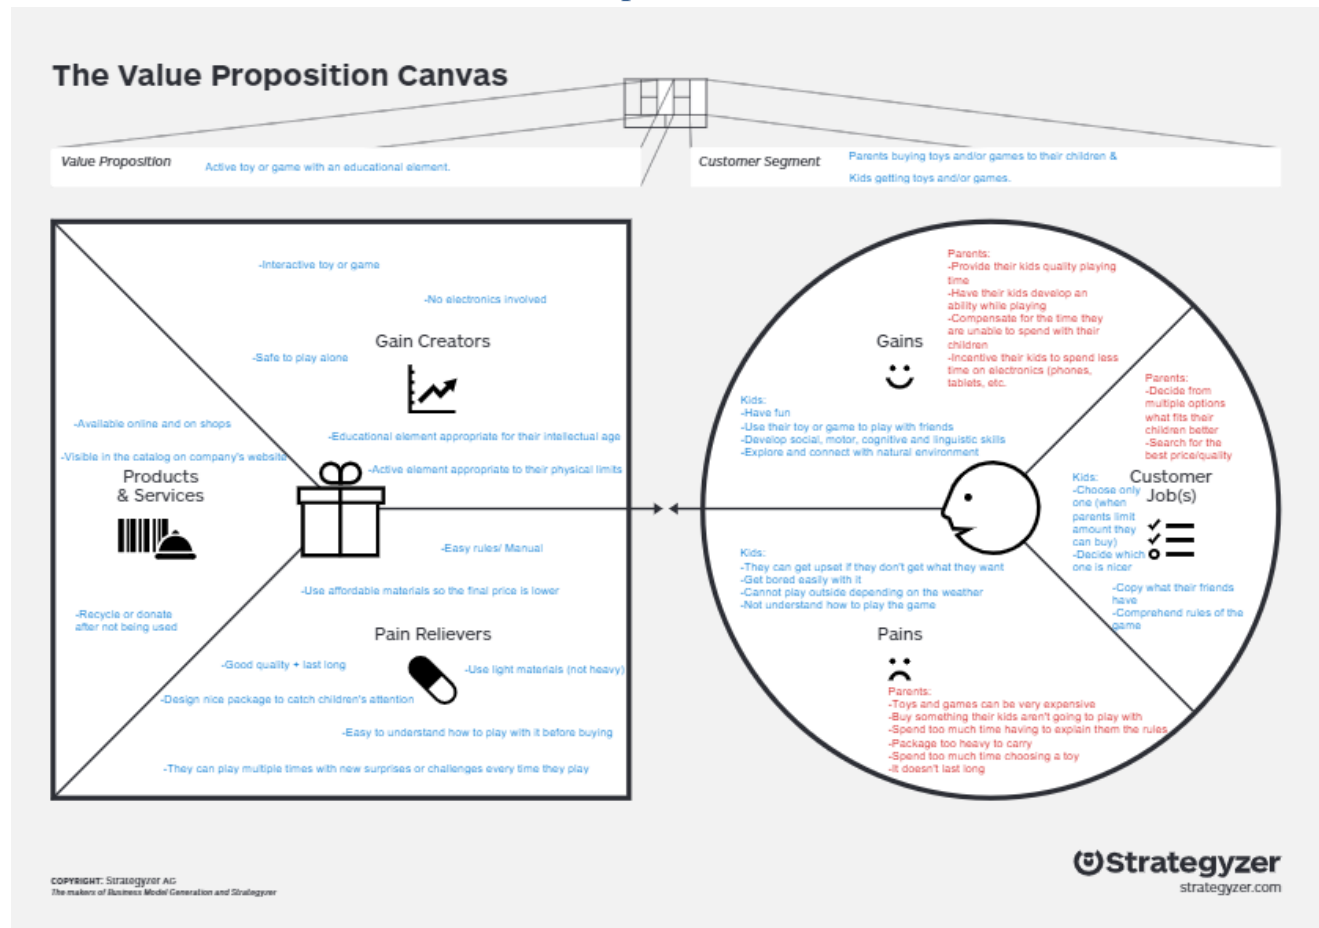 The Value Proposition Canvas
Value Proposition
Active toy or game with an educational element.
Customer Segment
Parents buying toys and/or games to their children &
Kids getting toys and/or games.
-Interactive toy or game
-No electronics involved
Gain Creators
-Safe to play alone
-Available online and on shops
-Educational element appropriate for their intellectual age
-Visible in the catalog on company's website
-Active element appropriate to their physical limits
Products
& Services
-Easy rules/ Manual
-Use affordable materials so the final price is lower
-Recycle or donate
after not being used
Pain Relievers
-Good quality + last long
-Use light materials (not heavy)
-Design nice package to catch children's attention
-Easy to understand how to play with it before buying
-They can play multiple times with new surprises or challenges every time they play
Parents:
-Provide their kids quality playing
time
-Have their kids develop an
ability while playing
-Compensate for the time they
are unable to spend with their
children
-Incentive their kids to spend less
time on electronics (phones,
tablets, etc.
Gains
Kids:
-Have fun
-Use their toy or game to play with friends
-Develop social, motor, cognitive and linguistic skills
-Explore and connect with natural environment
Parents:
-Decide from
multiple options
what fits their
children better
-Search for the
best price/quality
Customer
Job(s)
Kids:
-Choose only
one (when
parents limit
amount they
can buy)
-Decide which
one is nicer
-Copy what their friends
have
-Comprehend rules of the
game
Kids:
-They can get upset if they don't get what they want
-Get bored easily with it
-Cannot play outside depending on the weather
-Not understand how to play the game
Pains
Parents:
-Toys and games can be very expensive
-Buy something their kids aren't going to play with
-Spend too much time having to explain them the rules
-Package too heavy to carry
-Spend too much time choosing a toy
-It doesn't last long
COPYRIGHT: Strategyzer AG
The makers of Business Model Generation and Strategyzer
Strategyzer
strategyzer.com